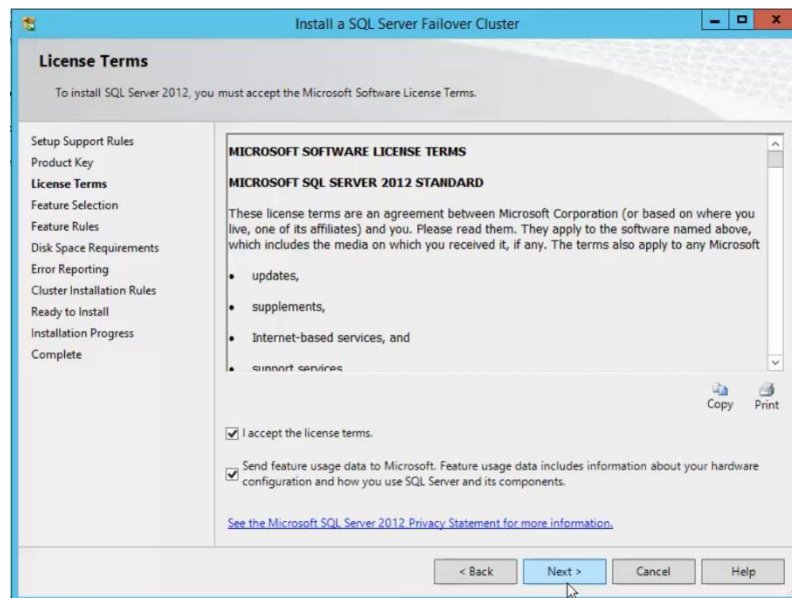 Install a SQL Server Failover Cluster
License Terms
To install SQL Server 2012, you must accept the Microsoft Software License Terms.
Setup Support Rules
Product Key
License Terms
Feature Selection
Feature Rules
Disk Space Requirements
Error Reporting
Cluster Installation Rules
Ready to Install
Installation Progress
Complete
MICROSOFT SOFTWARE LICENSE TERMS
MICROSOFT SQL SERVER 2012 STANDARD
These license terms are an agreement between Microsoft Corporation (or based on where you
live, one of its affiliates) and you. Please read them. They apply to the software named above,
which includes the media on which you received it, if any. The terms also apply to any Microsoft
• updates,
• supplements,
• Internet-based services, and
• support services
Copy Print
I accept the license terms.
Send feature usage data to Microsoft. Feature usage data includes information about your hardware
configuration and how you use SQL Server and its components.
See the Microsoft SQL Server 2012 Privacy Statement for more information.
< Back Next > Cancel Help